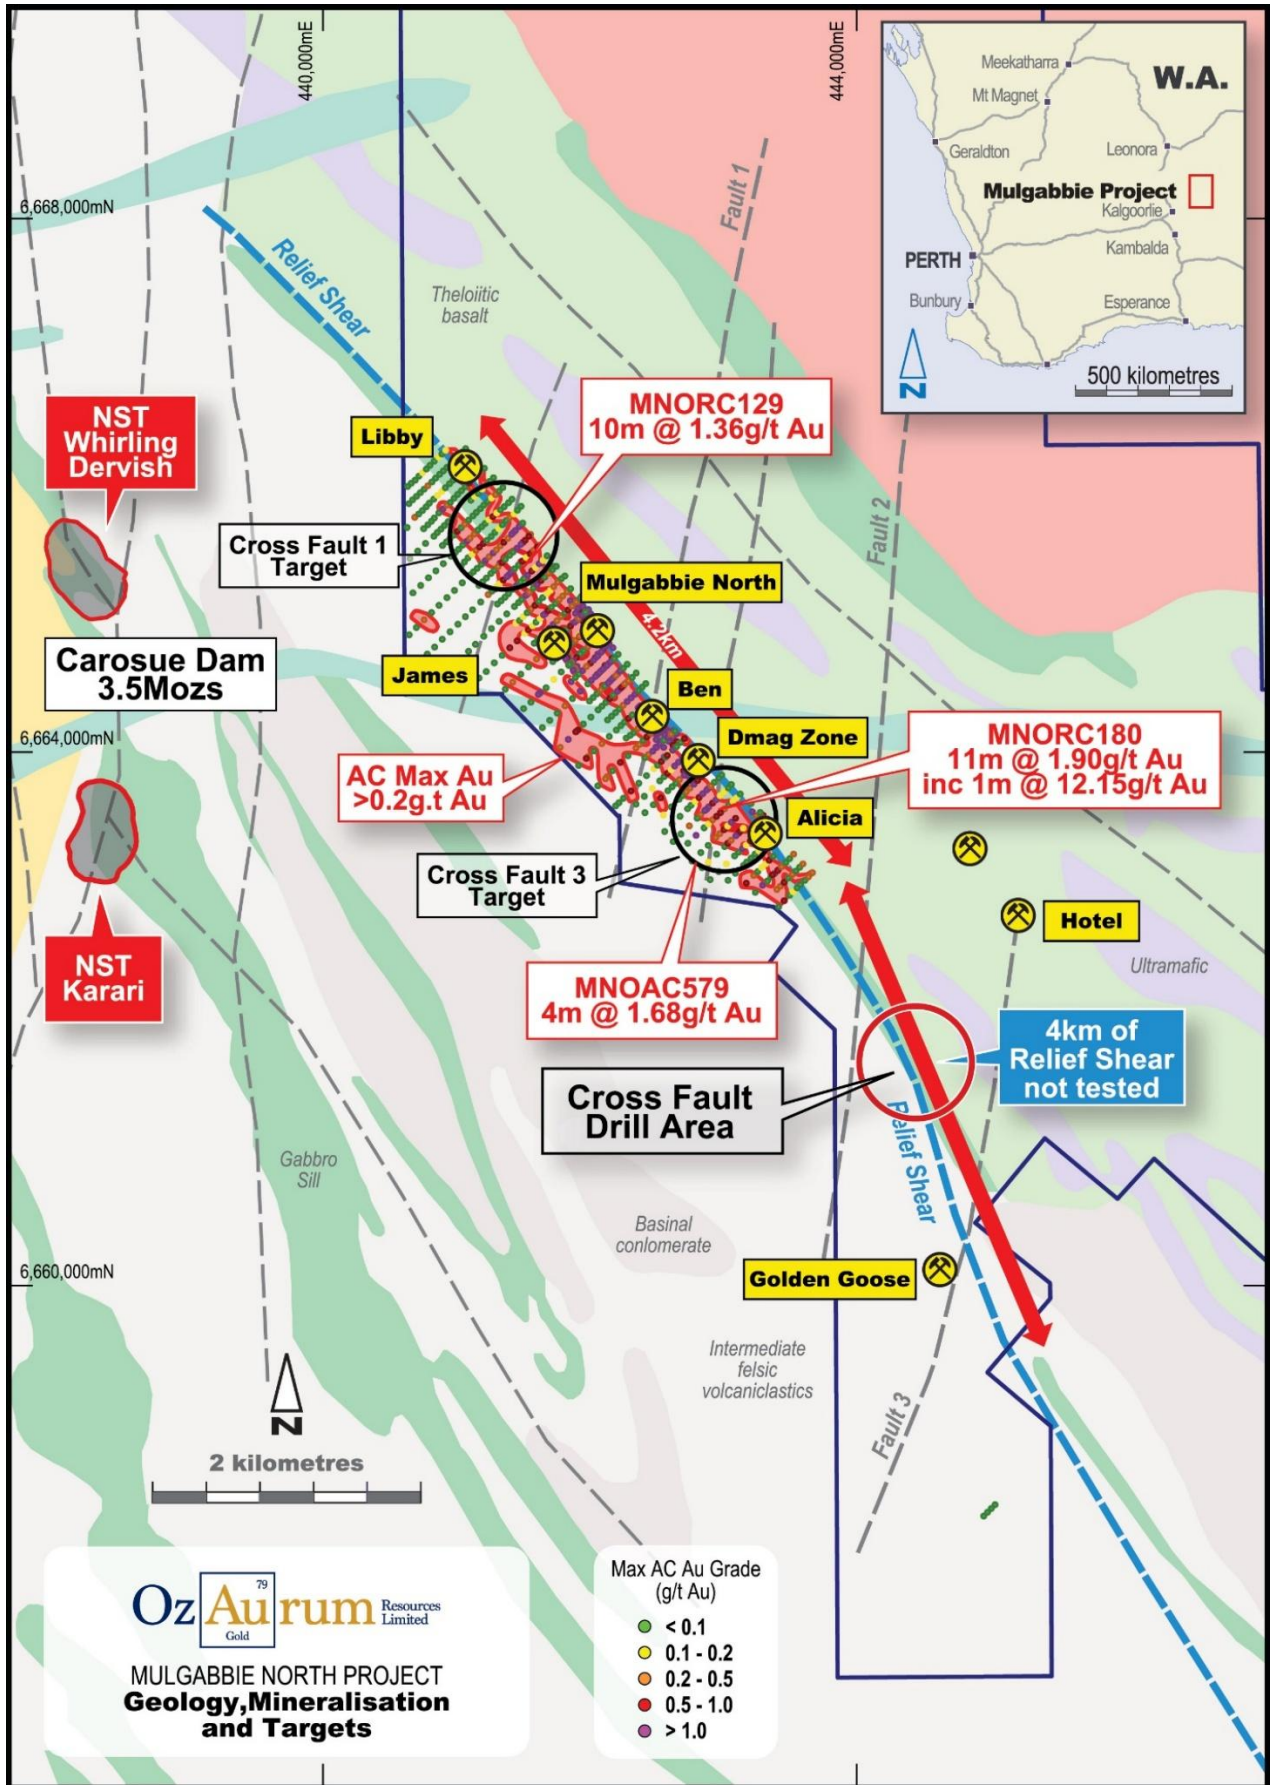 440,000mE
444,000mE
Meekatharra
W.A.
Mt Magnet
Geraldton
Leonora
Mulgabbie Project
Kalgoorlie
Kambalda
PERTH
Bunbury
Esperance
N
500 kilometres
6,668,000mN
Relief Shear
Theloiitic
basalt
Fault 1
NST
Whirling
Dervish
Libby
MNORC129
10m @ 1.36g/t Au
Fault 2
Cross Fault 1
Target
Mulgabbie North
4.2km
Carosue Dam
3.5Mozs
James
Ben
6,664,000mN
Dmag Zone
MNORC180
11m @ 1.90g/t Au
inc 1m @ 12.15g/t Au
AC Max Au
>0.2g.t Au
Alicia
Cross Fault 3
Target
Hotel
NST
Karari
Ultramafic
MNOAC579
4m @ 1.68g/t Au
4km of
Relief Shear
not tested
Cross Fault
Drill Area
Relief Shear
Gabbro
Sill
Basinal
conlomerate
6,660,000mN
Golden Goose
Intermediate
felsic
volcaniclastics
Fault 3
N
2 kilometres
79
Oz Au rum Resources
Limited
Gold
MULGABBIE NORTH PROJECT
Geology,Mineralisation
and Targets
Max AC Au Grade
(g/t Au)
< 0.1
0.1 - 0.2
0.2 - 0.5
0.5 - 1.0
> 1.0